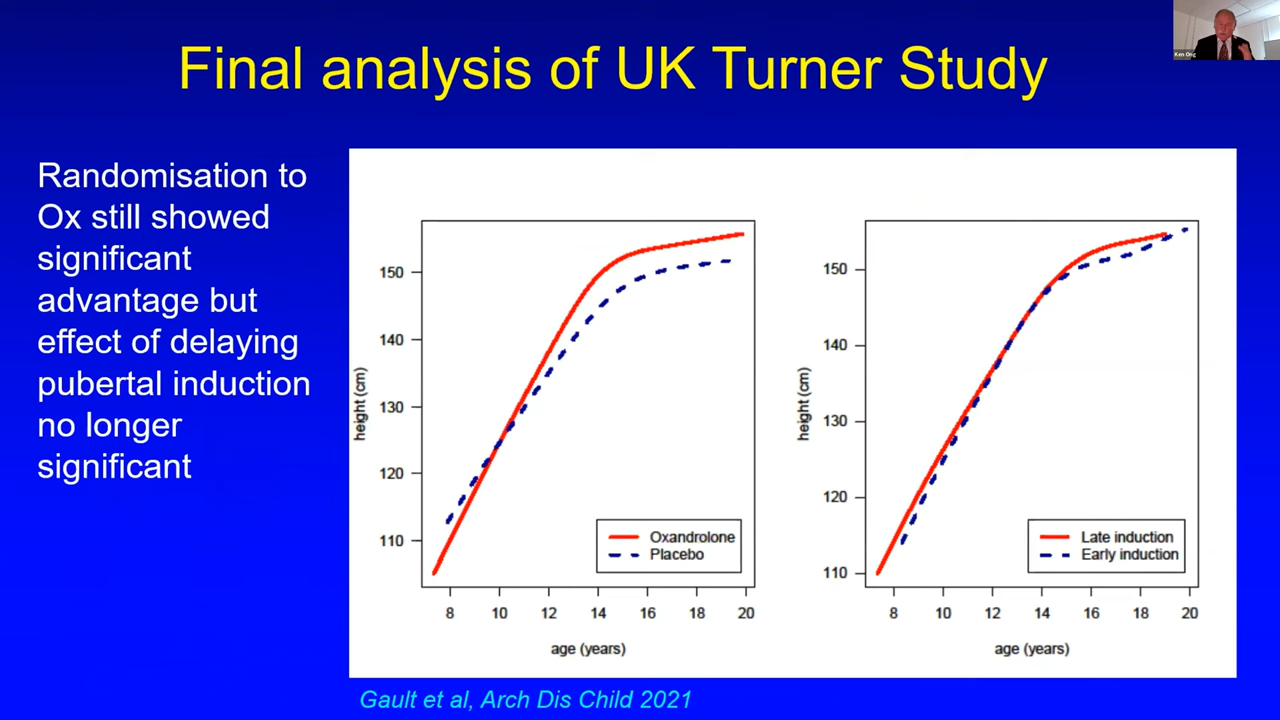 Final analysis of UK Turner Study
Ken Ong
Randomisation to
Ox still showed
significant
advantage but
effect of delaying
pubertal induction
no longer
significant
height (cm)
150
140
130
120
110
8 10 12 14 16 18 20
age (years)
Oxandrolone
Placebo
height (cm)
150
140
130
120
110
8 10 12 14 16 18 20
age (years)
Late induction
Early induction
Gault et al, Arch Dis Child 2021